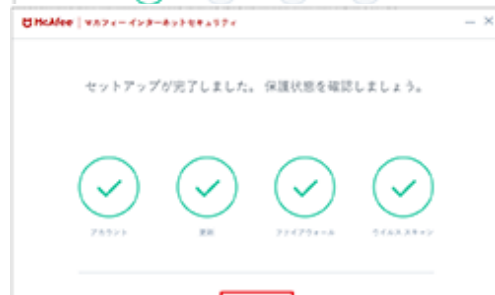 McAfee | マカフィー インターネットセキュリティ
セットアップが完了しました。 保護状態を確認しましょう。
アカウント 更新 ファイアウォール ウイルス スキャン